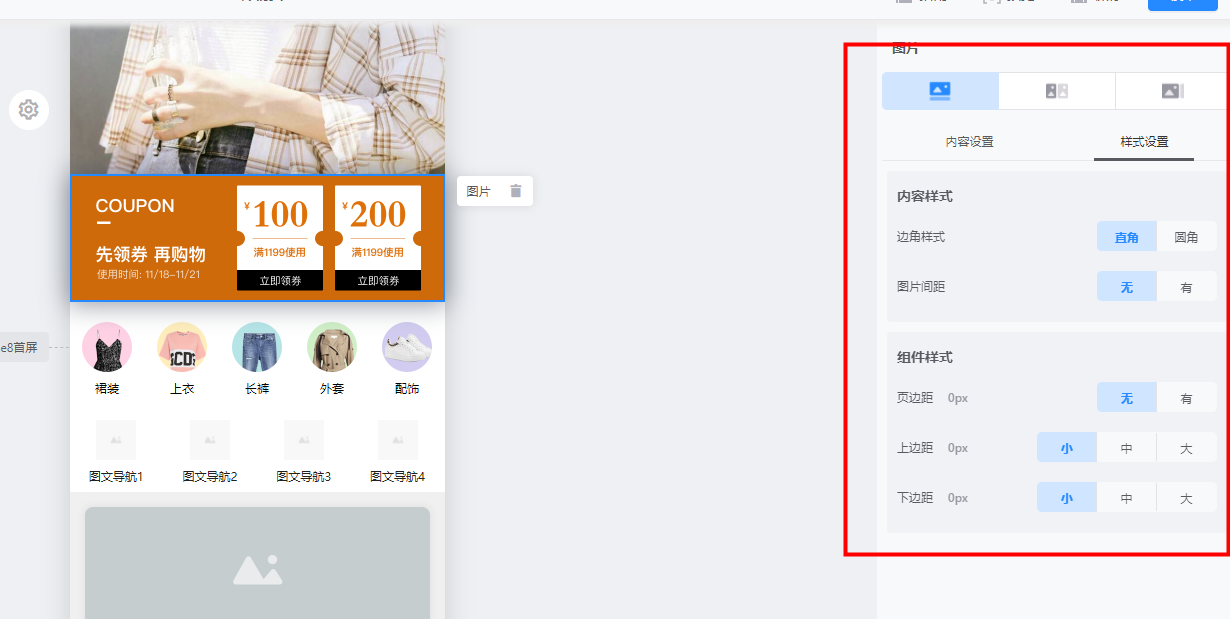 图片
内容设置
样式设置
COUPON
先领券 再购物
使用时间: 11/18-11/21
¥100
满1199使用
立即领券
¥200
满1199使用
立即领券
图片
e8首屏
裙装
上衣
长裤
外套
配饰
图文导航1
图文导航2
图文导航3
图文导航4
内容样式
边角样式
直角
圆角
图片间距
无
有
组件样式
页边距 0px
无
有
上边距 0px
小
中
大
下边距 0px
小
中
大